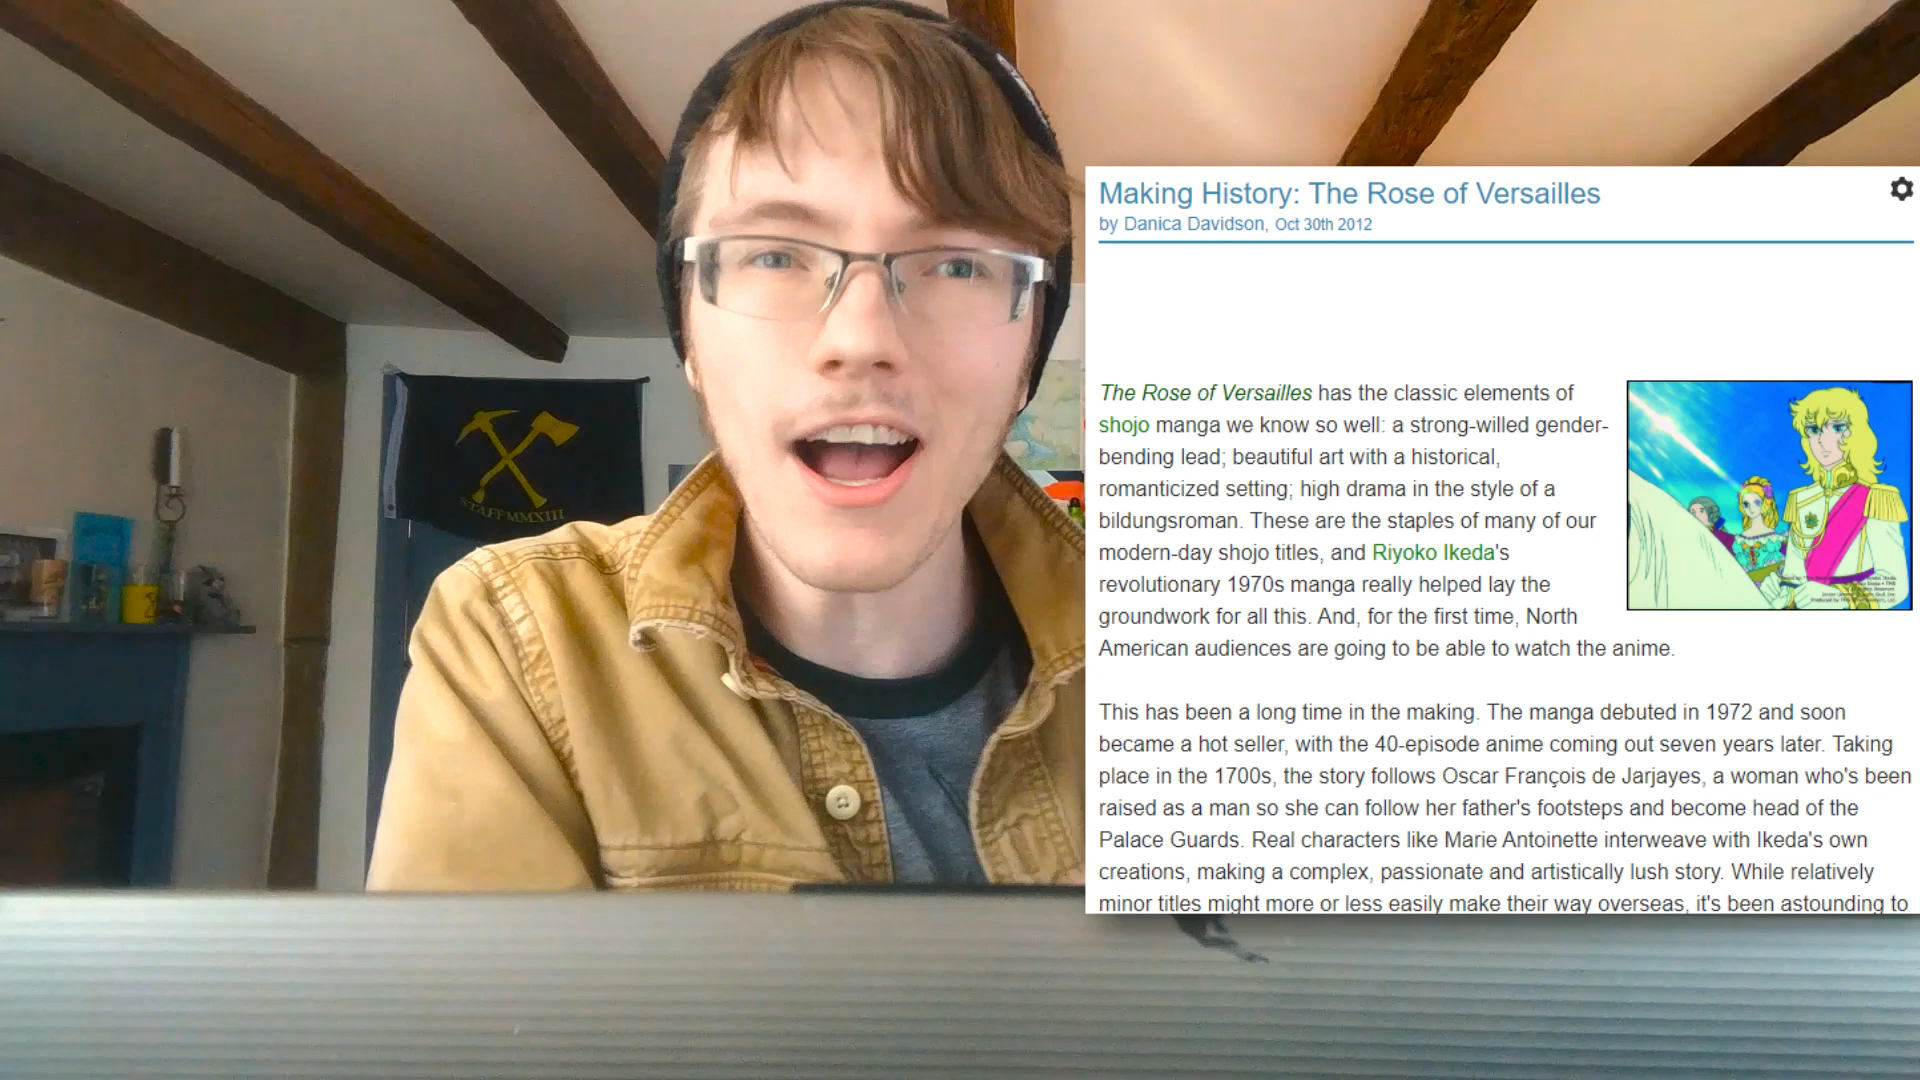 STAFF MMXIII
Making History: The Rose of Versailles
by Danica Davidson, Oct 30th 2012
The Rose of Versailles has the classic elements of
shojo manga we know so well: a strong-willed gender-
bending lead; beautiful art with a historical,
romanticized setting; high drama in the style of a
bildungsroman. These are the staples of many of our
modern-day shojo titles, and Riyoko Ikeda's
revolutionary 1970s manga really helped lay the
groundwork for all this. And, for the first time, North
American audiences are going to be able to watch the anime.
This has been a long time in the making. The manga debuted in 1972 and soon
became a hot seller, with the 40-episode anime coming out seven years later. Taking
place in the 1700s, the story follows Oscar François de Jarjayes, a woman who's been
raised as a man so she can follow her father's footsteps and become head of the
Palace Guards. Real characters like Marie Antoinette interweave with Ikeda's own
creations, making a complex, passionate and artistically lush story. While relatively
minor titles might more or less easily make their way overseas, it's been astounding to